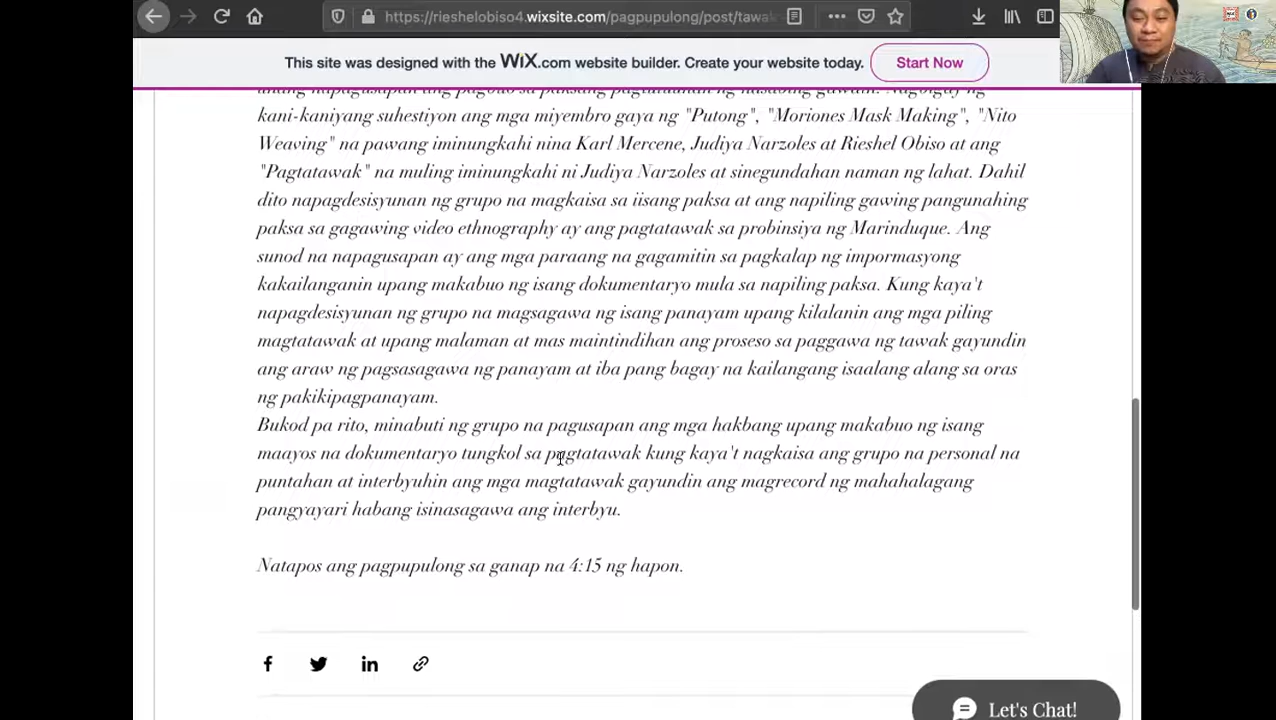 https://rieshelobiso4.wixsite.com/pagpupulong/post/tawak
This site was designed with the WiX.com website builder. Create your website today. Start Now
kani-kaniyang suhestiyon ang mga miyembro gaya ng "Putong", "Moriones Mask Making", "Nito
Weaving" na pawang iminungkahi nina Karl Mercene, Judiya Narzoles at Rieshel Obiso at ang
"Pagtatawak" na muling iminungkahi ni Judiya Narzoles at sinegundahan naman ng lahat. Dahil
dito napagdesisyunan ng grupo na magkaisa sa iisang paksa at ang napiling gawing pangunahing
paksa sa gagawing video ethnography ay ang pagtatawak sa probinsiya ng Marinduque. Ang
sunod na napagusapan ay ang mga paraang na gagamitin sa pagkalap ng impormasyong
kakailanganin upang makabuo ng isang dokumentaryo mula sa napiling paksa. Kung kaya't
napagdesisyunan ng grupo na magsagawa ng isang panayam upang kilalanin ang mga piling
magtatawak at upang malaman at mas maintindihan ang proseso sa paggawa ng tawak gayundin
ang araw ng pagsasagawa ng panayam at iba pang bagay na kailangang isaalang alang sa oras
ng pakikipagpanayam.
Bukod pa rito, minabuti ng grupo na pagusapan ang mga hakbang upang makabuo ng isang
maayos na dokumentaryo tungkol sa pagtatawak kung kaya't nagkaisa ang grupo na personal na
puntahan at interbyuhin ang mga magtatawak gayundin ang magrecord ng mahahalagang
pangyayari habang isinasagawa ang interbyu.
Natapos ang pagpupulong sa ganap na 4:15 ng hapon.
Let's Chat!